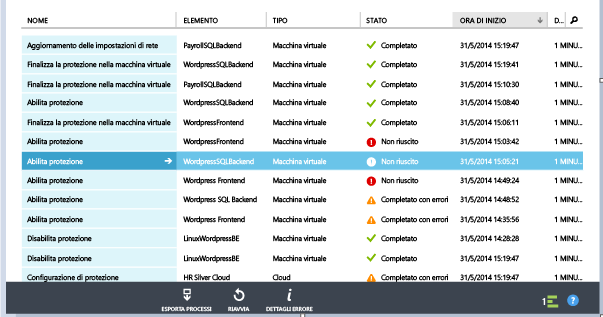 NOME ELEMENTO TIPO STATO ORA DI INIZIO D...
Aggiornamento delle impostazioni di rete PayrollSQLBackend Macchina virtuale Completato 31/5/2014 15:19:47 1 MINU...
Finalizza la protezione nella macchina virtuale WordpressSQLBackend Macchina virtuale Completato 31/5/2014 15:19:47 1 MINU...
Finalizza la protezione nella macchina virtuale PayrollSQLBackend Macchina virtuale Completato 31/5/2014 15:10:30 1 MINU...
Abilita protezione WordpressSQLBackend Macchina virtuale Completato 31/5/2014 15:08:40 1 MINU...
Finalizza la protezione nella macchina virtuale WordpressFrontend Macchina virtuale Completato 31/5/2014 15:06:11 1 MINU...
Abilita protezione WordpressFrontend Macchina virtuale Non riuscito 31/5/2014 15:03:42 1 MINU...
Abilita protezione WordpressSQLBackend Macchina virtuale Non riuscito 31/5/2014 15:05:21 1 MINU...
Abilita protezione Wordpress Frontend Macchina virtuale Non riuscito 31/5/2014 14:49:24 1 MINU...
Abilita protezione Wordpress SQL Backend Macchina virtuale Completato con errori 31/5/2014 14:48:52 1 MINU...
Abilita protezione Wordpress Frontend Macchina virtuale Completato con errori 31/5/2014 14:35:56 1 MINU...
Disabilita protezione LinuxWordpressBE Macchina virtuale Completato 31/5/2014 14:28:28 1 MINU...
Disabilita protezione LinuxWordpressBE Macchina virtuale Completato 31/5/2014 15:19:47 1 MINU...
Configurazione di protezione HR Silver Cloud Cloud Completato con errori 31/5/2014 15:19:47 1 MINU...
ESPORTA PROCESSI RIAVVIA DETTAGLI ERRORE 1 ?